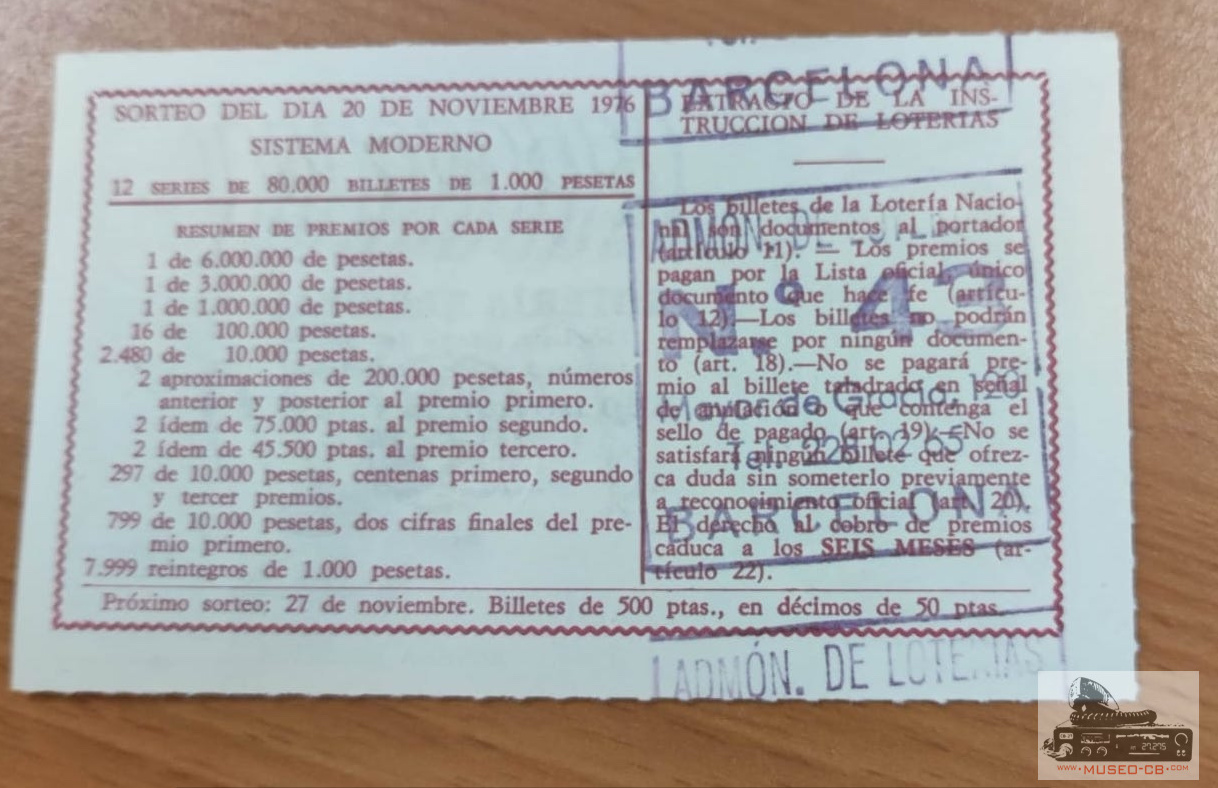 SORTEO DEL DIA 20 DE NOVIEMBRE 1976
SISTEMA MODERNO
12 SERIES DE 80.000 BILLETES DE 1.000 PESETAS
RESUMEN DE PREMIOS POR CADA SERIE
1 de 6.000.000 de pesetas.
1 de 3.000.000 de pesetas.
1 de 1.000.000 de pesetas.
16 de 100.000 pesetas.
2.480 de 10.000 pesetas.
2 aproximaciones de 200.000 pesetas, números
anterior y posterior al premio primero.
2 ídem de 75.000 ptas. al premio segundo.
2 ídem de 45.500 ptas. al premio tercero.
297 de 10.000 pesetas, centenas primero, segundo
y tercer premios.
799 de 10.000 pesetas, dos cifras finales del pre-
mio primero.
7.999 reintegros de 1.000 pesetas.
EXTRACTO DE LA INS-
TRUCCION DE LOTERIAS
Los billetes de la Lotería Nacio-
nal son documentos al portador
(artículo 11). — Los premios se
pagan por la Lista oficial, único
documento que hace fe (artícu-
lo 12).—Los billetes no podrán
remplazarse por ningún documen-
to (art. 18).—No se pagará pre-
mio al billete taladrado en señal
de anulación o que contenga el
sello de pagado (art. 19).—No se
satisfará ningún billete que ofrez-
ca duda sin someterlo previamente
a reconocimiento oficial (art. 20).
El derecho al cobro de premios
caduca a los SEIS MESES (ar-
tículo 22).
Próximo sorteo: 27 de noviembre. Billetes de 500 ptas., en décimos de 50 ptas.
BARCELONA
ADMÓN. DE
N.º 43
Mayor de Gracia,
Tel.
BARCELONA
ADMÓN. DE LOTERIAS
27.275
WWW.MUSEO-CB.COM